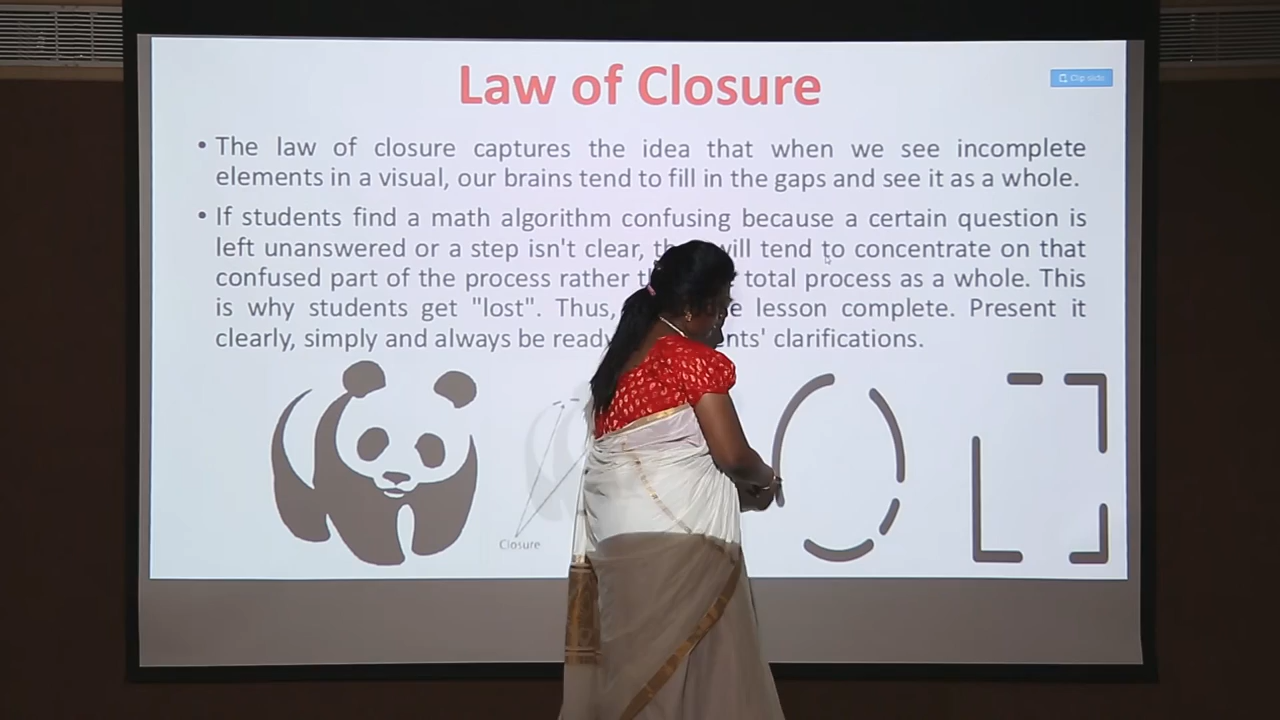 Law of Closure
Clip slide
• The law of closure captures the idea that when we see incomplete
elements in a visual, our brains tend to fill in the gaps and see it as a whole.
• If students find a math algorithm confusing because a certain question is
left unanswered or a step isn't clear, will tend to concentrate on that
confused part of the process rather total process as a whole. This
is why students get "lost". Thus, lesson complete. Present it
clearly, simply and always be ready clarifications.
Closure